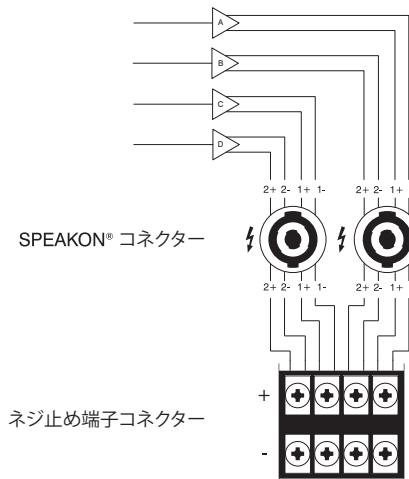 A
B
C
D
2+ 2- 1+ 1- 2+ 2- 1+
SPEAKON® コネクター
2+ 2- 1+ 1- 2+ 2- 1+
+
ネジ止め端子コネクター
-